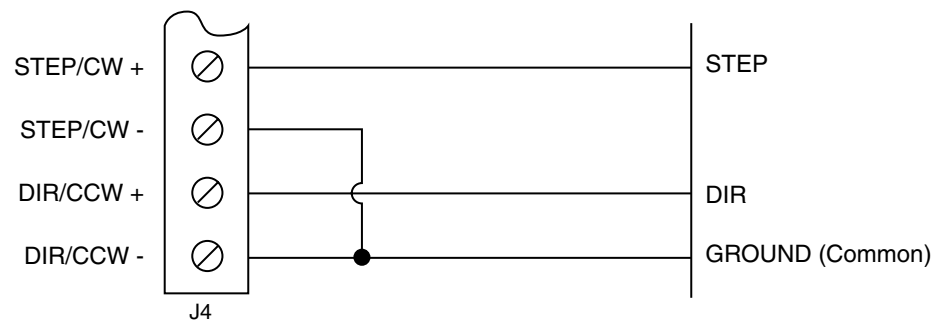 STEP/CW +
STEP
STEP/CW -
DIR/CCW +
DIR
DIR/CCW -
GROUND (Common)
J4